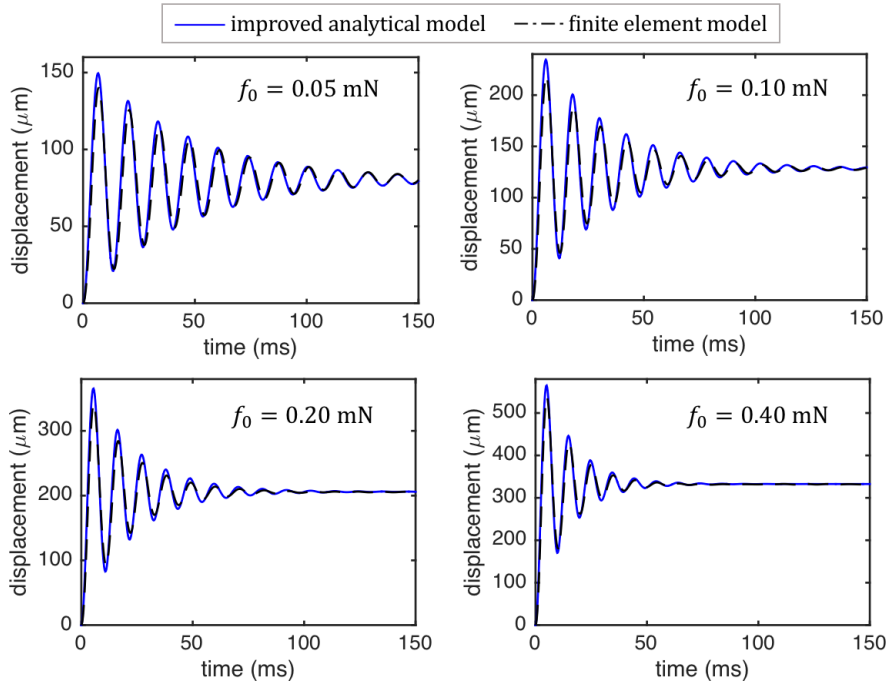 improved analytical model finite element model
f₀ = 0.05 mN
displacement (μm)
150
100
50
0
0 50 100 150
time (ms)
f₀ = 0.10 mN
displacement (μm)
200
150
100
50
0
0 50 100 150
time (ms)
f₀ = 0.20 mN
displacement (μm)
300
200
100
0
0 50 100 150
time (ms)
f₀ = 0.40 mN
displacement (μm)
500
400
300
200
100
0
0 50 100 150
time (ms)